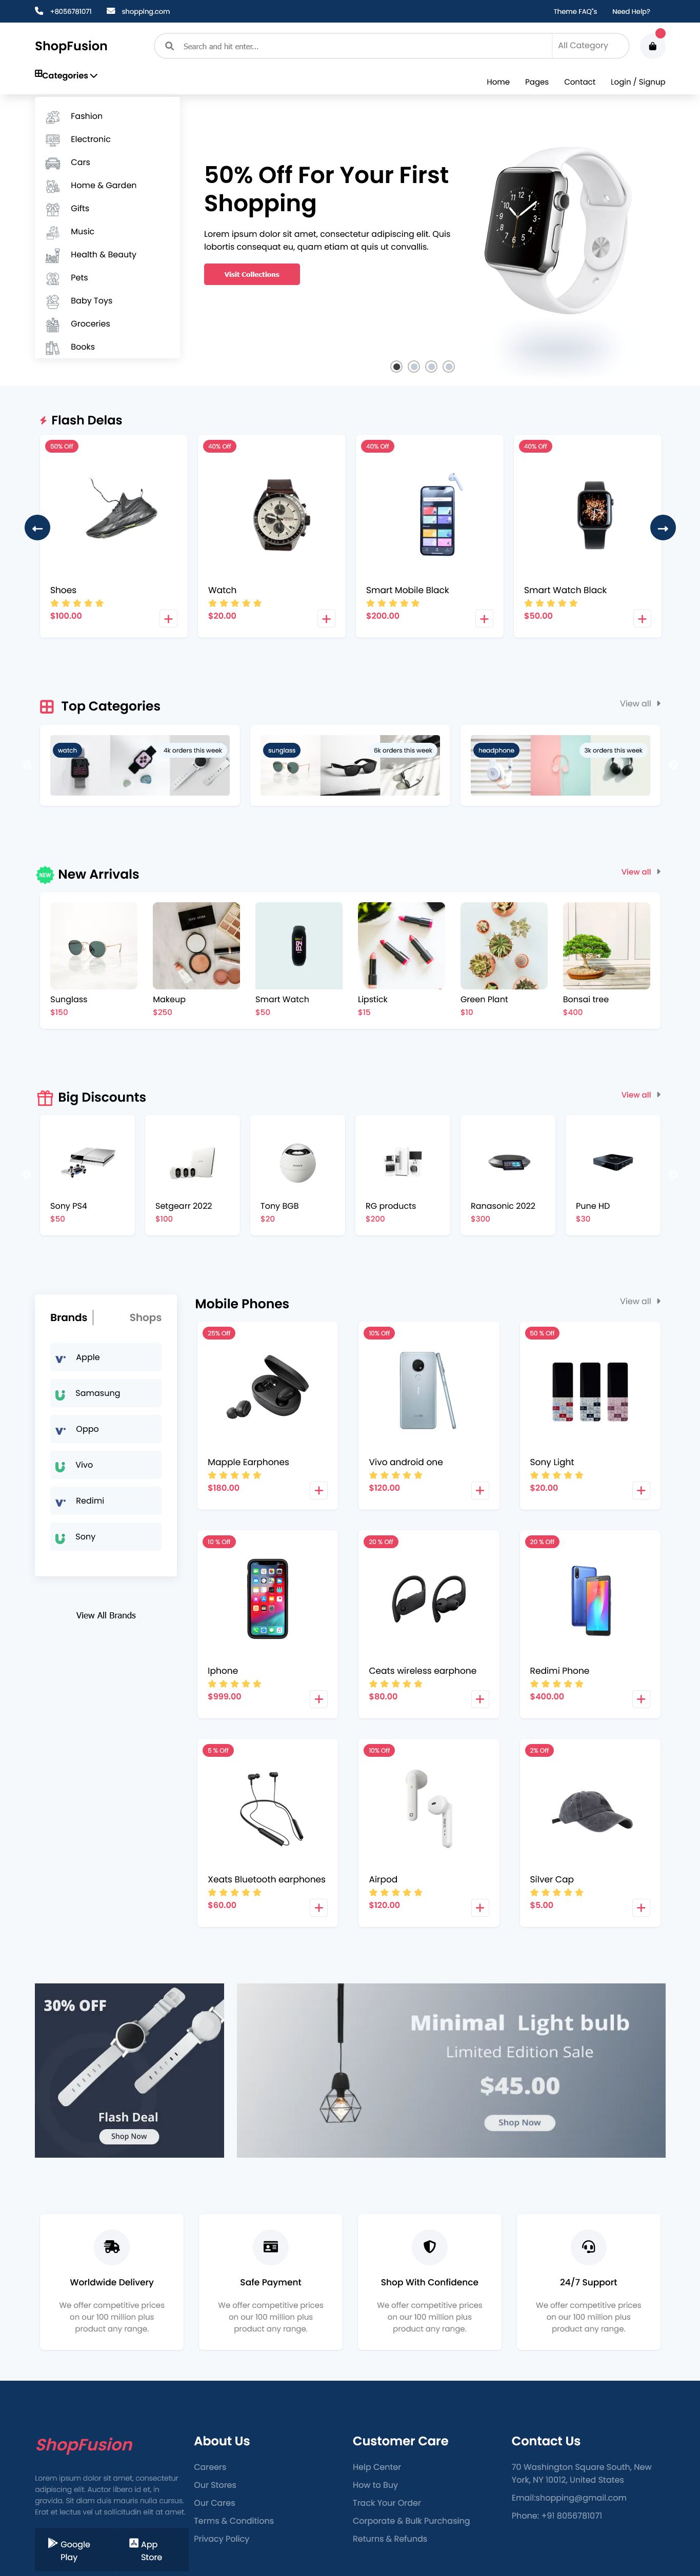 +8056781071 shopping.com Theme FAQ"s Need Help?
ShopFusion Search and hit enter... All Category
Categories Home Pages Contact Login / Signup
Fashion
Electronic
Cars
Home & Garden
Gifts
Music
Health & Beauty
Pets
Baby Toys
Groceries
Books
50% Off For Your First
Shopping
Lorem ipsum dolor sit amet, consectetur adipiscing elit. Quis
lobortis consequat eu, quam etiam at quis ut convallis.
Visit Collections
Flash Delas
50% Off 40% Off 40% Off 40% Off
Shoes Watch Smart Mobile Black Smart Watch Black
$100.00 $20.00 $200.00 $50.00
Top Categories View all
watch 4k orders this week sunglass 6k orders this week headphone 3k orders this week
NEW New Arrivals View all
Sunglass Makeup Smart Watch Lipstick Green Plant Bonsai tree
$150 $250 $50 $15 $10 $400
Big Discounts View all
Sony PS4 Setgearr 2022 Tony BGB RG products Ranasonic 2022 Pune HD
$50 $100 $20 $200 $300 $30
Brands Shops
Apple
Samasung
Oppo
Vivo
Redimi
Sony
View All Brands
Mobile Phones View all
25% Off 10% Off 50 % Off
Mapple Earphones Vivo android one Sony Light
$180.00 $120.00 $20.00
10 % Off 20 % Off 20 % Off
Iphone Ceats wireless earphone Redimi Phone
$999.00 $80.00 $400.00
5 % Off 10% Off 2% Off
Xeats Bluetooth earphones Airpod Silver Cap
$60.00 $120.00 $5.00
30% OFF
Flash Deal
Shop Now
Minimal Light bulb
Limited Edition Sale
$45.00
Shop Now
Worldwide Delivery Safe Payment Shop With Confidence 24/7 Support
We offer competitive prices We offer competitive prices We offer competitive prices We offer competitive prices
on our 100 million plus on our 100 million plus on our 100 million plus on our 100 million plus
product any range. product any range. product any range. product any range.
ShopFusion
Lorem ipsum dolor sit amet, consectetur
adipiscing elit. Auctor libero id et, in
gravida. Sit diam duis mauris nulla cursus.
Erat et lectus vel ut sollicitudin elit at amet.
Google
Play
App
Store
About Us
Careers
Our Stores
Our Cares
Terms & Conditions
Privacy Policy
Customer Care
Help Center
How to Buy
Track Your Order
Corporate & Bulk Purchasing
Returns & Refunds
Contact Us
70 Washington Square South, New
York, NY 10012, United States
Email:shopping@gmail.com
Phone: +91 8056781071